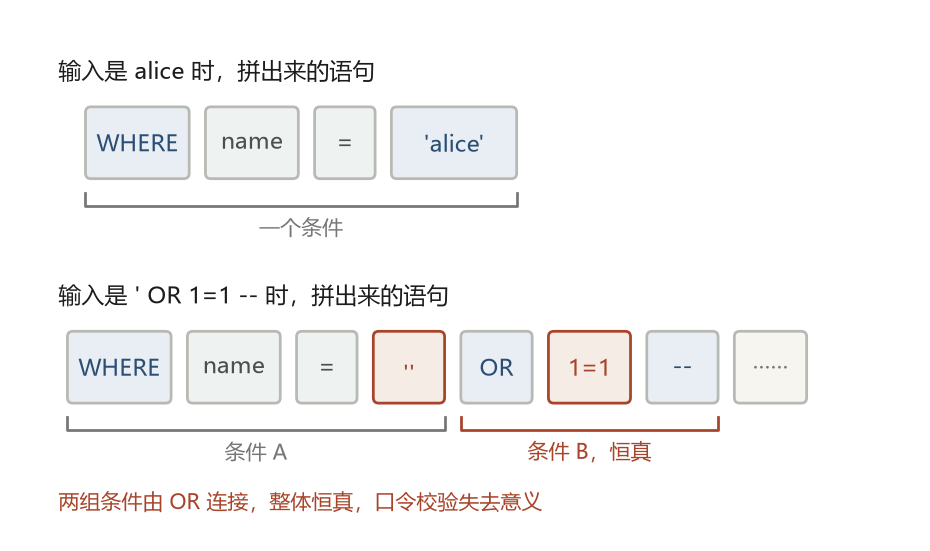 输入是 alice 时，拼出来的语句
WHERE name = 'alice'
一个条件
输入是 ' OR 1=1 -- 时，拼出来的语句
WHERE name = '' OR 1=1 -- ……
条件 A 条件 B，恒真
两组条件由 OR 连接，整体恒真，口令校验失去意义